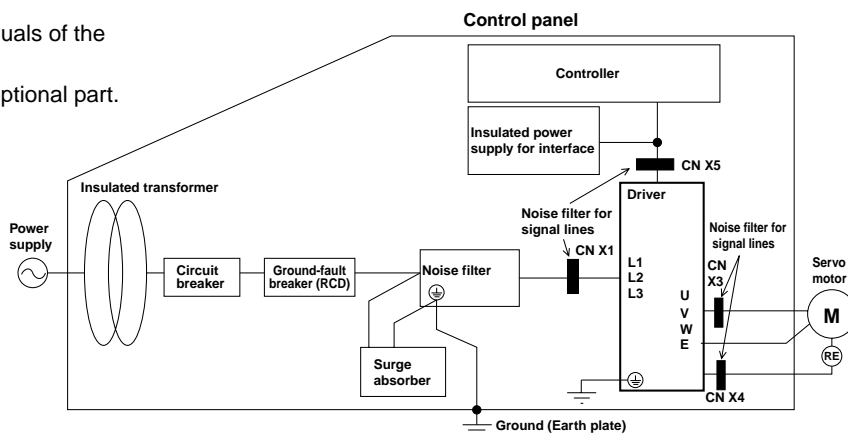 uals of the
ptional part.
Control panel
Controller
Insulated power
supply for interface
CN X5
Insulated transformer
Driver
Power
supply
Noise filter for
signal lines
CN X1
Noise filter for
signal lines
Circuit
breaker
Ground-fault
breaker (RCD)
Noise filter
L1
L2
L3
CN
X3
Servo
motor
U
V
W
E
M
RE
Surge
absorber
CN X4
Ground (Earth plate)